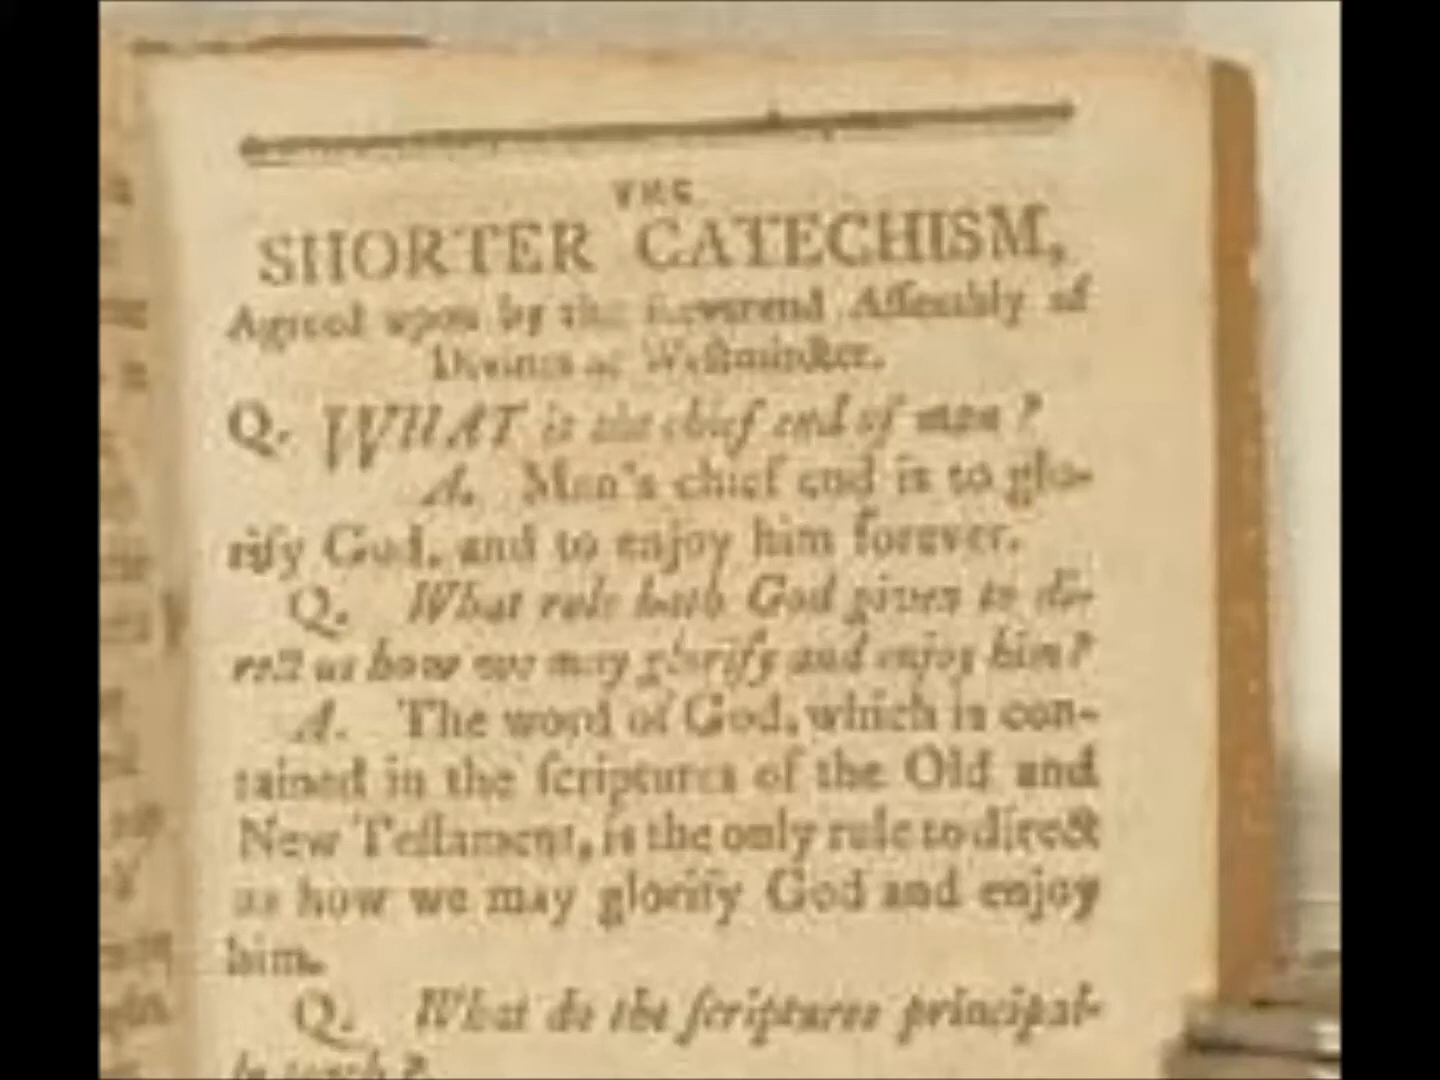 THE
SHORTER CATECHISM,
Agreed upon by the Reverend Aſſembly of
Divines at Weſtminſter.
Q. WHAT is the chief end of man?
A. Man's chief end is to glo-
rify God, and to enjoy him forever.
Q. What rule hath God given to di-
rect us how we may glorify and enjoy him?
A. The word of God, which is con-
tained in the ſcriptures of the Old and
New Teſtament, is the only rule to direct
us how we may glorify God and enjoy
him.
Q. What do the ſcriptures principal-
ly teach?